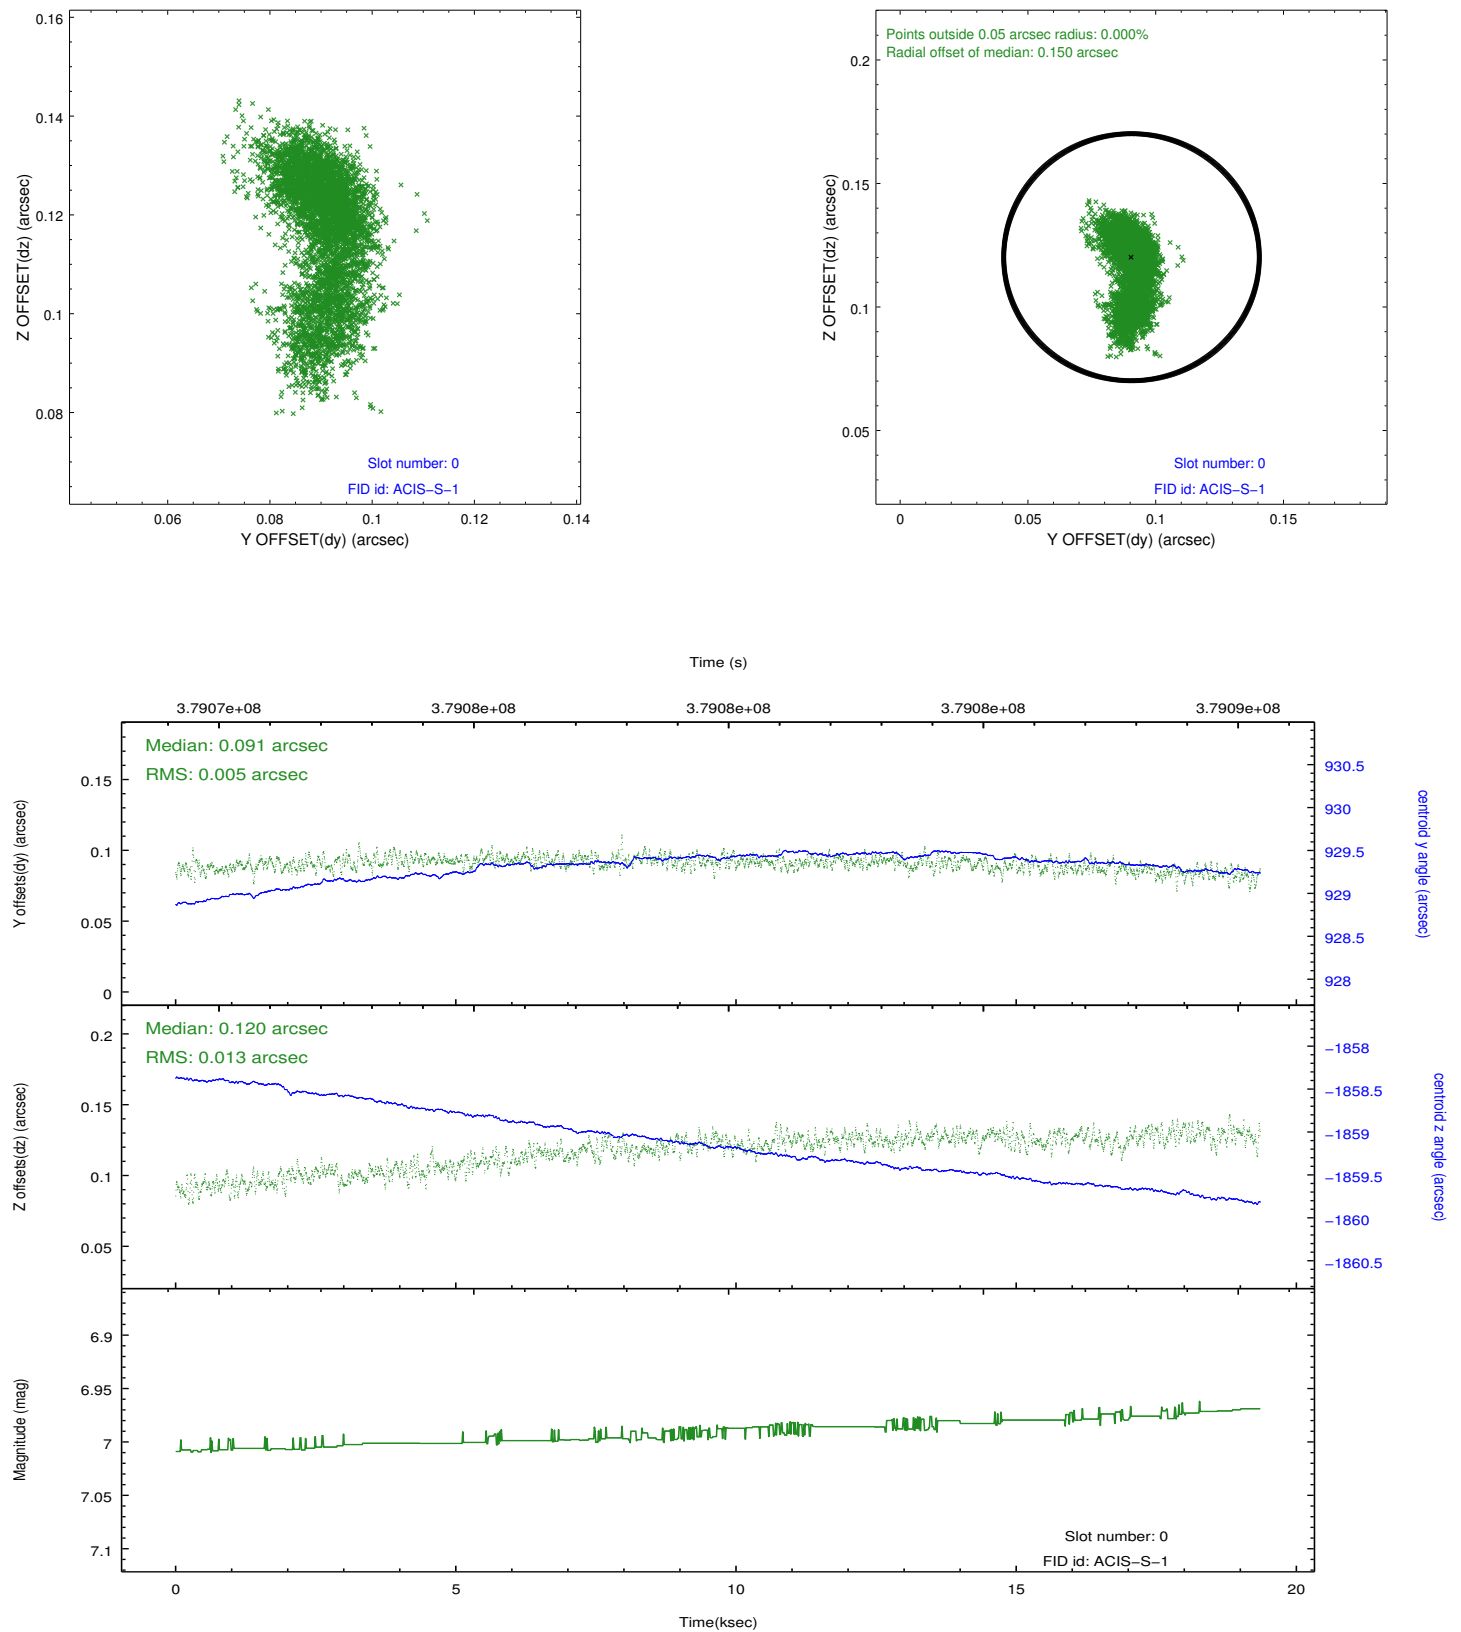 0.16
0.14
0.12
0.1
0.08
Z OFFSET(dz) (arcsec)
Slot number: 0
FID id: ACIS−S−1
0.06 0.08 0.1 0.12 0.14
Y OFFSET(dy) (arcsec)
Points outside 0.05 arcsec radius: 0.000%
Radial offset of median: 0.150 arcsec
0.2
0.15
0.1
0.05
Z OFFSET(dz) (arcsec)
Slot number: 0
FID id: ACIS−S−1
0 0.05 0.1 0.15
Y OFFSET(dy) (arcsec)
Time (s)
3.7907e+08 3.7908e+08 3.7908e+08 3.7908e+08 3.7909e+08
Median: 0.091 arcsec
RMS: 0.005 arcsec
0.15
0.1
0.05
0
Y offsets(dy) (arcsec)
930.5
930
929.5
929
928.5
928
centroid y angle (arcsec)
Median: 0.120 arcsec
RMS: 0.013 arcsec
0.2
0.15
0.1
0.05
Z offsets(dz) (arcsec)
−1858
−1858.5
−1859
−1859.5
−1860
−1860.5
centroid z angle (arcsec)
6.9
6.95
7
7.05
7.1
Magnitude (mag)
Slot number: 0
FID id: ACIS−S−1
0 5 10 15 20
Time(ksec)